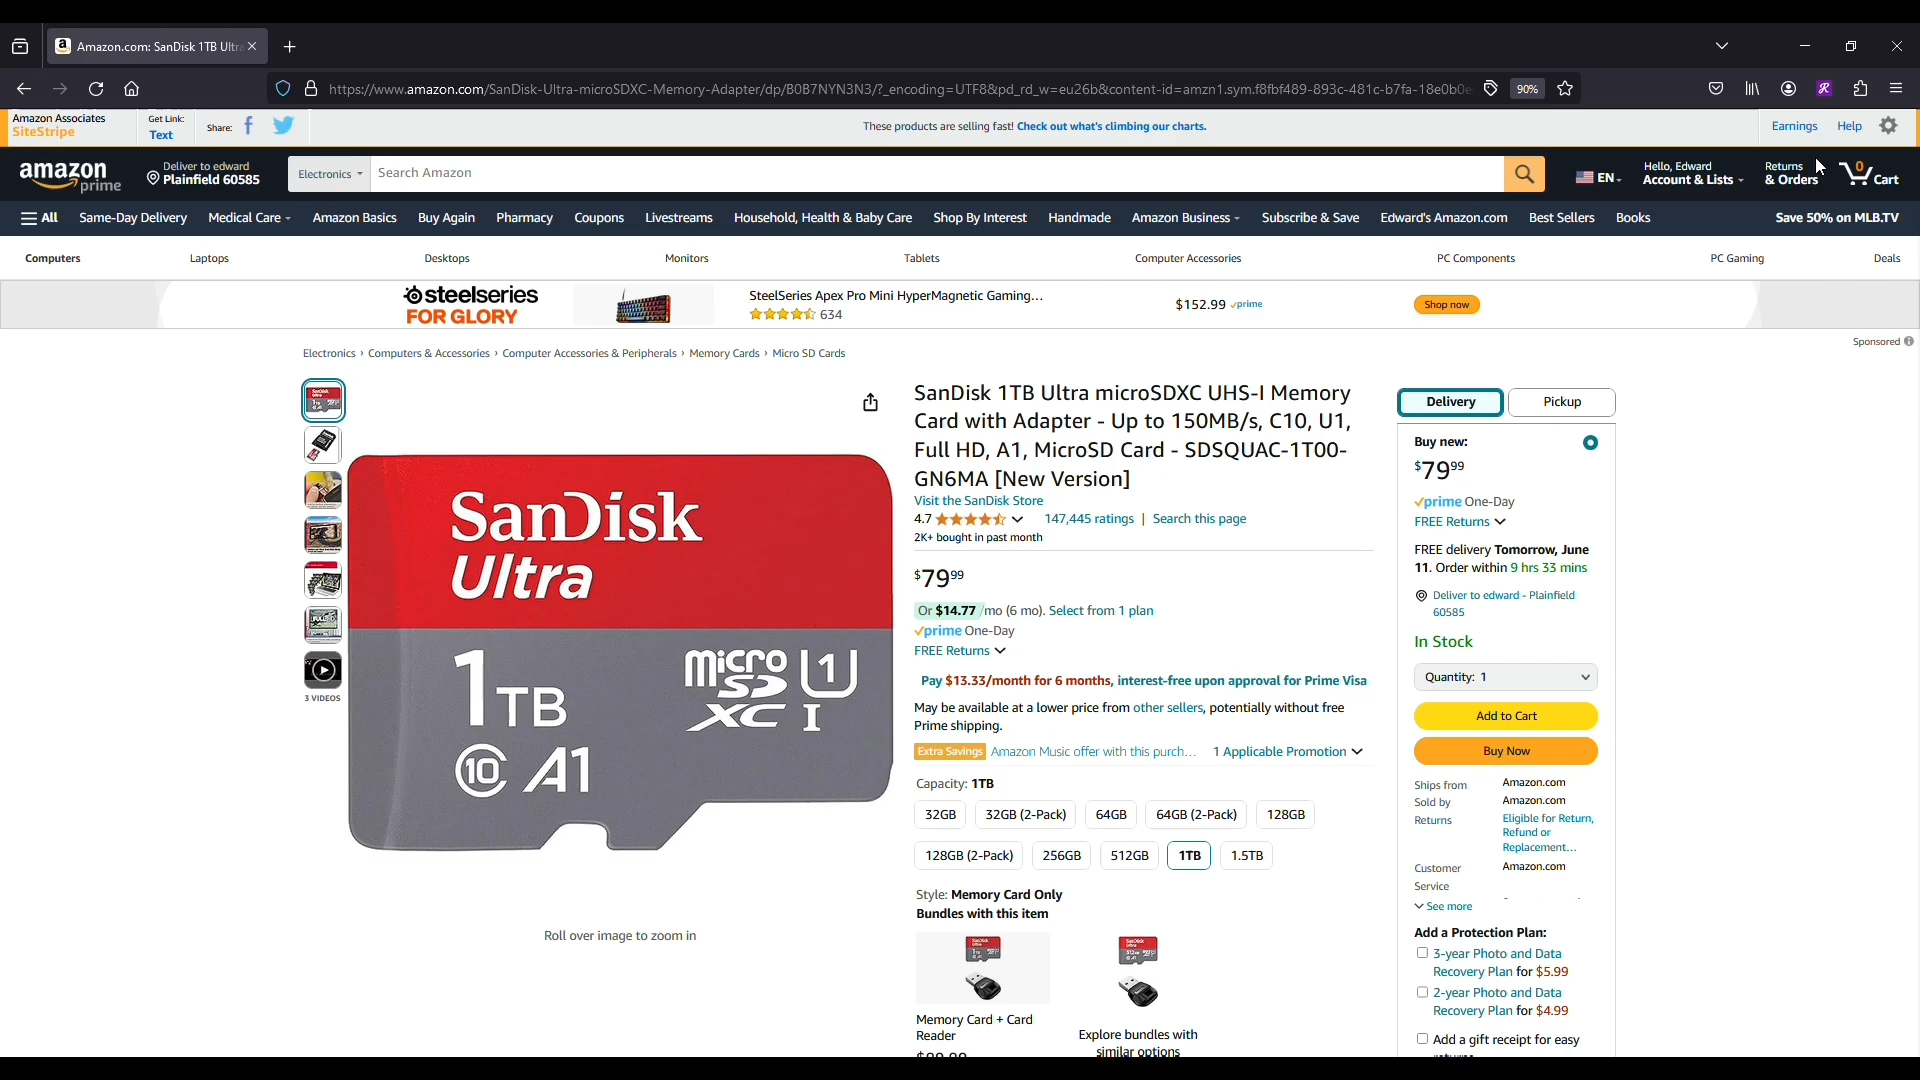 Amazon.com: SanDisk 1TB Ultr
https://www.amazon.com/SanDisk-Ultra-microSDXC-Memory-Adapter/dp/B0B7NYN3N3/?_encoding=UTF8&pd_rd_w=eu26b&content-id=amzn1.sym.f8fbf489-893c-481c-b7fa-18e0b0e
90%
Amazon Associates
SiteStripe
Get Link:
Text
Share:
These products are selling fast! Check out what's climbing our charts.
Earnings
Help
amazon
prime
Deliver to edward
Plainfield 60585
Electronics
Search Amazon
EN
Hello, Edward
Account & Lists
Returns
& Orders
0
Cart
All
Same-Day Delivery
Medical Care
Amazon Basics
Buy Again
Pharmacy
Coupons
Livestreams
Household, Health & Baby Care
Shop By Interest
Handmade
Amazon Business
Subscribe & Save
Edward's Amazon.com
Best Sellers
Books
Save 50% on MLB.TV
Computers
Laptops
Desktops
Monitors
Tablets
Computer Accessories
PC Components
PC Gaming
Deals
steelseries
FOR GLORY
SteelSeries Apex Pro Mini HyperMagnetic Gaming...
634
$152.99 prime
Shop now
Sponsored
Electronics › Computers & Accessories › Computer Accessories & Peripherals › Memory Cards › Micro SD Cards
3 VIDEOS
SanDisk
Ultra
1TB
micro
SD
XC I
U1
10 A1
Roll over image to zoom in
SanDisk 1TB Ultra microSDXC UHS-I Memory
Card with Adapter - Up to 150MB/s, C10, U1,
Full HD, A1, MicroSD Card - SDSQUAC-1T00-
GN6MA [New Version]
Visit the SanDisk Store
4.7
147,445 ratings | Search this page
2K+ bought in past month
$7999
Or $14.77 /mo (6 mo). Select from 1 plan
prime One-Day
FREE Returns
Pay $13.33/month for 6 months, interest-free upon approval for Prime Visa
May be available at a lower price from other sellers, potentially without free
Prime shipping.
Extra Savings Amazon Music offer with this purch... 1 Applicable Promotion
Capacity: 1TB
32GB
32GB (2-Pack)
64GB
64GB (2-Pack)
128GB
128GB (2-Pack)
256GB
512GB
1TB
1.5TB
Style: Memory Card Only
Bundles with this item
Memory Card + Card
Reader
Explore bundles with
similar options
Delivery
Pickup
Buy new:
$7999
prime One-Day
FREE Returns
FREE delivery Tomorrow, June
11. Order within 9 hrs 33 mins
Deliver to edward - Plainfield
60585
In Stock
Quantity: 1
Add to Cart
Buy Now
Ships from
Amazon.com
Sold by
Amazon.com
Returns
Eligible for Return,
Refund or
Replacement...
Customer
Service
Amazon.com
See more
Add a Protection Plan:
3-year Photo and Data
Recovery Plan for $5.99
2-year Photo and Data
Recovery Plan for $4.99
Add a gift receipt for easy